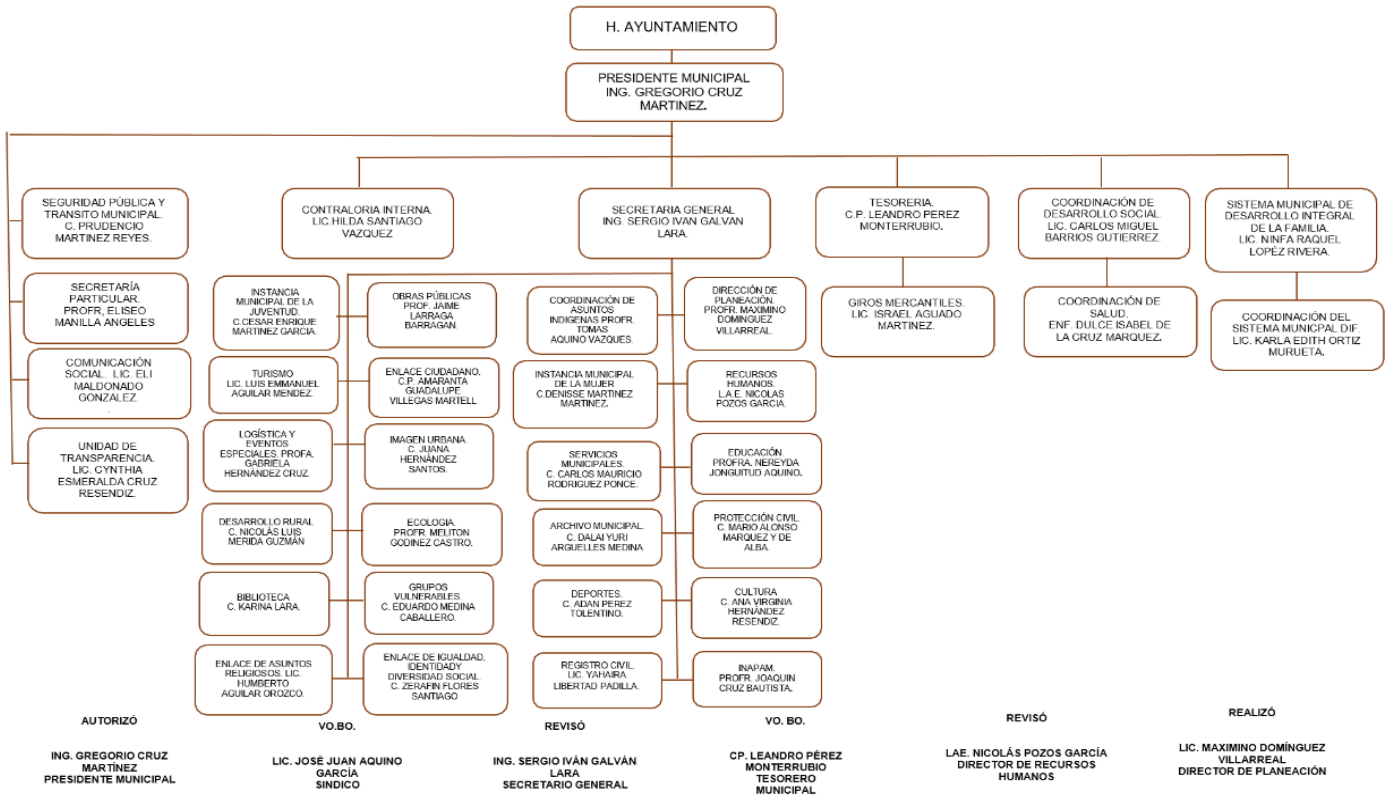 H. AYUNTAMIENTO
PRESIDENTE MUNICIPAL
ING. GREGORIO CRUZ
MARTINEZ.
SEGURIDAD PÚBLICA Y
TRANSITO MUNICIPAL.
C. PRUDENCIO
MARTINEZ REYES.
CONTRALORIA INTERNA.
LIC.HILDA SANTIAGO
VAZQUEZ
SECRETARIA GENERAL
ING. SERGIO IVAN GALVAN
LARA.
TESORERIA.
C.P. LEANDRO PEREZ
MONTERRUBIO.
COORDINACIÓN DE
DESARROLLO SOCIAL.
LIC. CARLOS MIGUEL
BARRIOS GUTIERREZ.
SISTEMA MUNICIPAL DE
DESARROLLO INTEGRAL
DE LA FAMILIA.
LIC. NINFA RAQUEL
LOPÉZ RIVERA.
SECRETARÍA
PARTICULAR.
PROFR, ELISEO
MANILLA ANGELES
COMUNICACIÓN
SOCIAL. LIC. ELI
MALDONADO
GONZALEZ.
.
UNIDAD DE
TRANSPARENCIA.
LIC. CYNTHIA
ESMERALDA CRUZ
RESENDIZ.
INSTANCIA
MUNICIPAL DE LA
JUVENTUD.
C.CESAR ENRIQUE
MARTINEZ GARCIA.
OBRAS PÚBLICAS
PROF. JAIME
LARRAGA
BARRAGAN.
COORDINACIÓN DE
ASUNTOS
INDIGENAS PROFR.
TOMAS
AQUINO VAZQUES.
DIRECCIÓN DE
PLANEACIÓN.
PROFR. MAXIMINO
DOMINGUEZ
VILLARREAL.
GIROS MERCANTILES.
LIC. ISRAEL AGUADO
MARTINEZ.
COORDINACIÓN DE
SALUD.
ENF. DULCE ISABEL DE
LA CRUZ MARQUEZ.
COORDINACIÓN DEL
SISTEMA MUNICPAL DIF.
LIC. KARLA EDITH ORTIZ
MURUETA.
TURISMO
LIC. LUIS EMMANUEL
AGUILAR MENDEZ.
ENLACE CIUDADANO.
C.P. AMARANTA
GUADALUPE
VILLEGAS MARTELL
INSTANCIA MUNICIPAL
DE LA MUJER
C.DENISSE MARTINEZ
MARTINEZ.
RECURSOS
HUMANOS.
L.A.E. NICOLAS
POZOS GARCIA.
LOGÍSTICA Y
EVENTOS
ESPECIALES. PROFA.
GABRIELA
HERNÁNDEZ CRUZ.
IMAGEN URBANA.
C. JUANA
HERNÁNDEZ
SANTOS.
SERVICIOS
MUNICIPALES.
C. CARLOS MAURICIO
RODRIGUEZ PONCE.
EDUCACIÓN
PROFRA. NEREYDA
JONGUITUD AQUINO.
DESARROLLO RURAL
C. NICOLÁS LUIS
MERIDA GUZMÁN
ECOLOGIA.
PROFR. MELITON
GODINEZ CASTRO.
ARCHIVO MUNICIPAL.
C. DALAI YURI
ARGUELLES MEDINA
PROTECCIÓN CIVIL.
C. MARIO ALONSO
MARQUEZ Y DE
ALBA.
BIBLIOTECA
C. KARINA LARA.
GRUPOS
VULNERABLES.
C. EDUARDO MEDINA
CABALLERO.
DEPORTES.
C. ADAN PEREZ
TOLENTINO.
CULTURA
C. ANA VIRGINIA
HERNÁNDEZ
RESENDIZ.
ENLACE DE ASUNTOS
RELIGIOSOS. LIC.
HUMBERTO
AGUILAR OROZCO.
ENLACE DE IGUALDAD,
IDENTIDADY
DIVERSIDAD SOCIAL.
C. ZERAFIN FLORES
SANTIAGO
REGISTRO CIVIL.
LIC. YAHAIRA
LIBERTAD PADILLA.
INAPAM.
PROFR. JOAQUIN
CRUZ BAUTISTA.
AUTORIZÓ
ING. GREGORIO CRUZ
MARTÍNEZ
PRESIDENTE MUNICIPAL
VO.BO.
LIC. JOSÉ JUAN AQUINO
GARCÍA
SINDICO
REVISÓ
ING. SERGIO IVÀN GALVÁN
LARA
SECRETARIO GENERAL
VO. BO.
CP. LEANDRO PÉREZ
MONTERRUBIO
TESORERO
MUNICIPAL
REVISÓ
LAE. NICOLÁS POZOS GARCÍA
DIRECTOR DE RECURSOS
HUMANOS
REALIZÓ
LIC. MAXIMINO DOMÍNGUEZ
VILLARREAL
DIRECTOR DE PLANEACIÓN